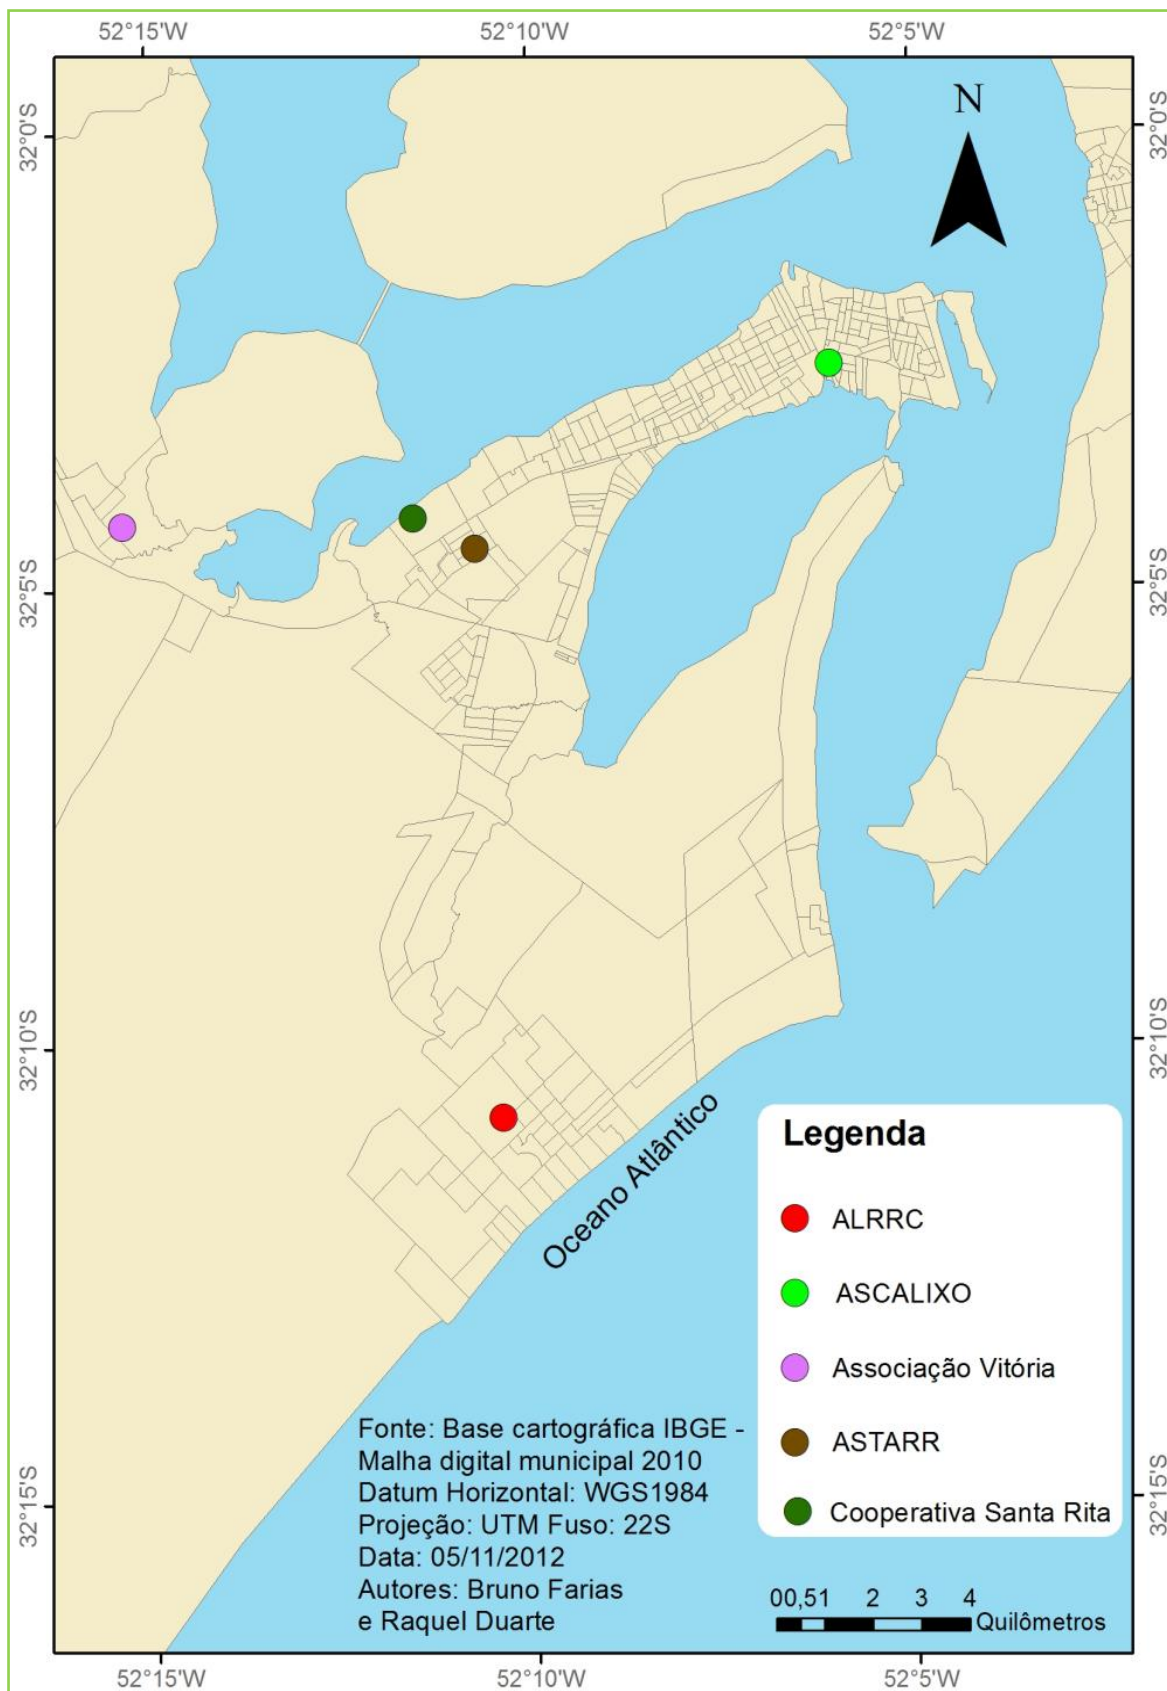 52°15'W
52°10'W
52°5'W
N
32°0'S
32°0'S
32°5'S
32°5'S
32°10'S
32°10'S
Oceano Atlântico
Legenda
ALRRC
ASCALIXO
Associação Vitória
ASTARR
Cooperativa Santa Rita
32°15'S
32°15'S
Fonte: Base cartográfica IBGE -
Malha digital municipal 2010
Datum Horizontal: WGS1984
Projeção: UTM Fuso: 22S
Data: 05/11/2012
Autores: Bruno Farias
e Raquel Duarte
00,51 2 3 4
Quilômetros
52°15'W
52°10'W
52°5'W